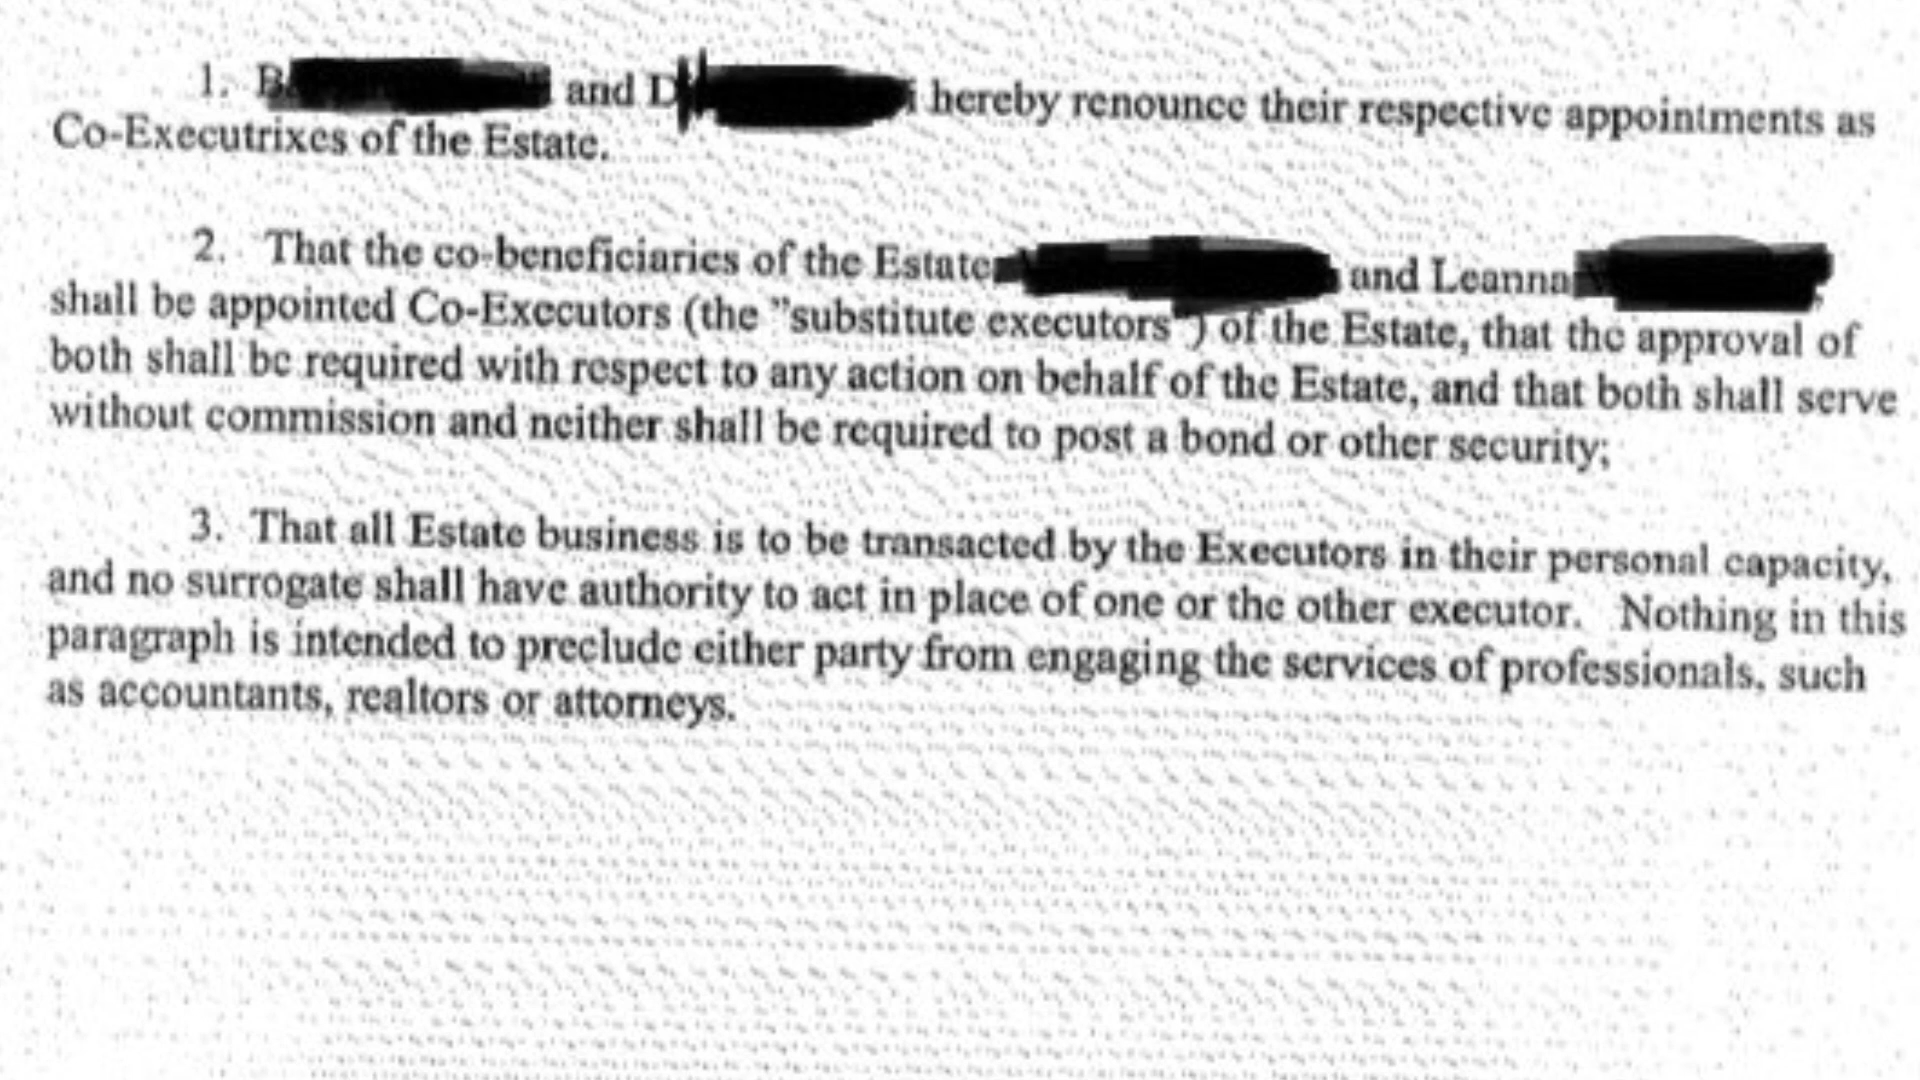 1. B and D i hereby renounce their respective appointments as
Co-Executrixes of the Estate.
2. That the co-beneficiaries of the Estate and Leanna
shall be appointed Co-Executors (the "substitute executors") of the Estate, that the approval of
both shall be required with respect to any action on behalf of the Estate, and that both shall serve
without commission and neither shall be required to post a bond or other security;
3. That all Estate business is to be transacted by the Executors in their personal capacity,
and no surrogate shall have authority to act in place of one or the other executor. Nothing in this
paragraph is intended to preclude either party from engaging the services of professionals, such
as accountants, realtors or attorneys.